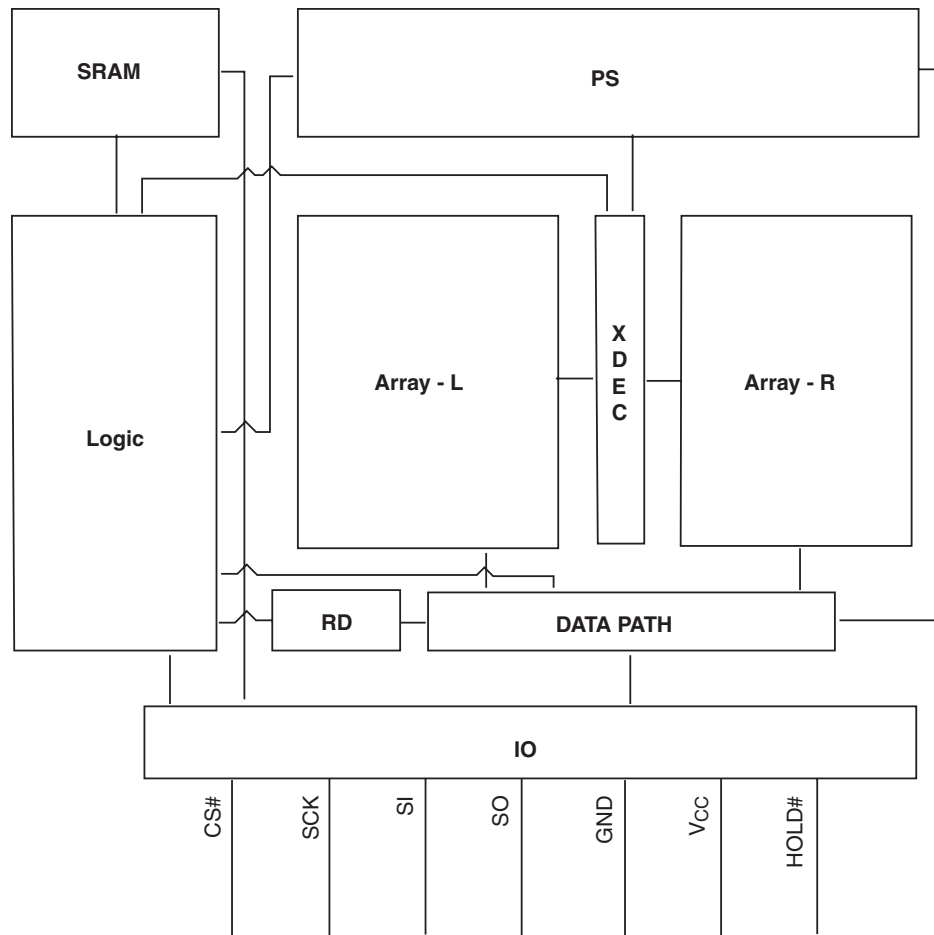 SRAM
PS
Logic
Array - L
X
D
E
C
Array - R
RD
DATA PATH
IO
CS#
SCK
SI
SO
GND
VCC
HOLD#